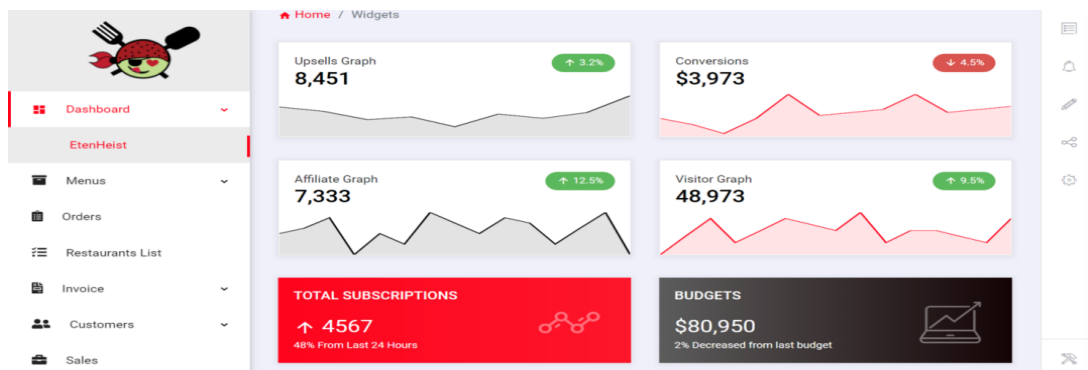 Home / Widgets
Dashboard
EtenHeist
Menus
Orders
Restaurants List
Invoice
Customers
Sales
Upsells Graph
8,451
↑ 3.2%
Conversions
$3,973
↓ 4.5%
Affiliate Graph
7,333
↑ 12.5%
Visitor Graph
48,973
↑ 9.5%
TOTAL SUBSCRIPTIONS
↑ 4567
48% From Last 24 Hours
BUDGETS
$80,950
2% Decreased from last budget